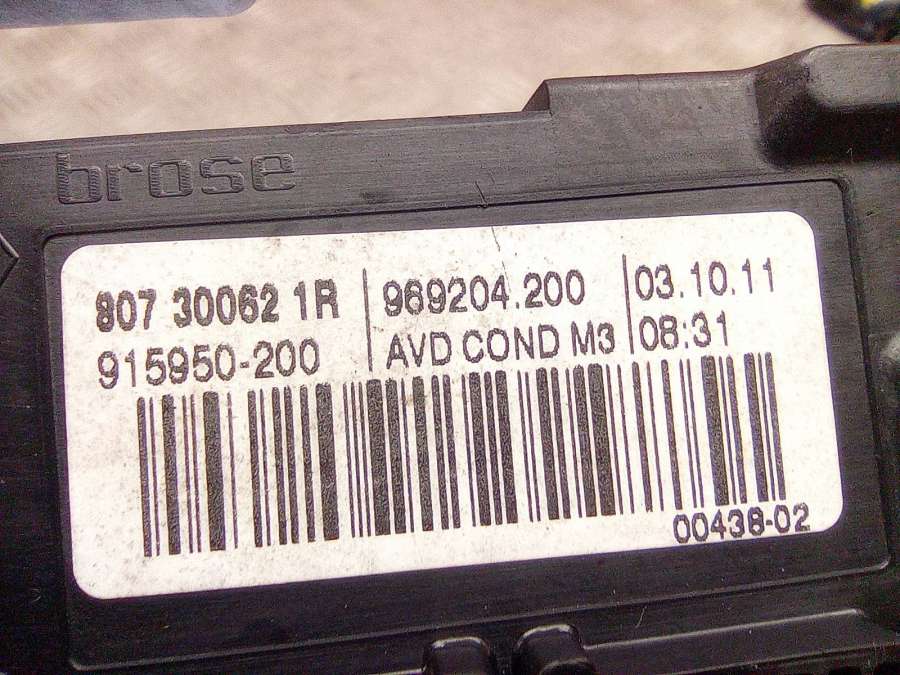 brose
807 30062 1R
915950-200
969204.200
AVD COND M3
03.10.11
08:31
00438-02